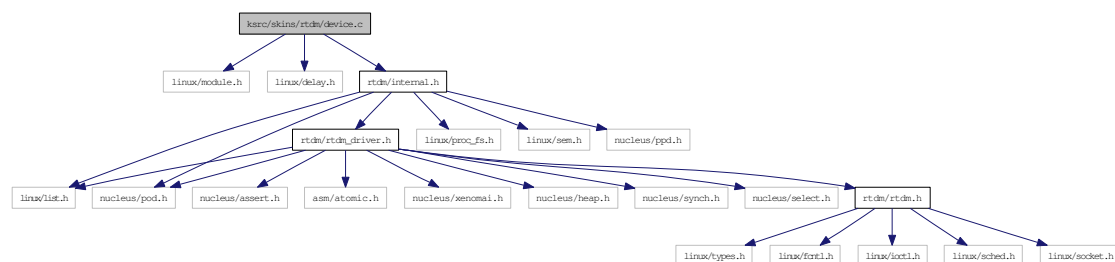 ksrc/skins/rtdm/device.c
linux/module.h
linux/delay.h
rtdm/internal.h
rtdm/rtdm_driver.h
linux/proc_fs.h
linux/sem.h
nucleus/ppd.h
linux/list.h
nucleus/pod.h
nucleus/assert.h
asm/atomic.h
nucleus/xenomai.h
nucleus/heap.h
nucleus/synch.h
nucleus/select.h
rtdm/rtdm.h
linux/types.h
linux/fcntl.h
linux/ioctl.h
linux/sched.h
linux/socket.h